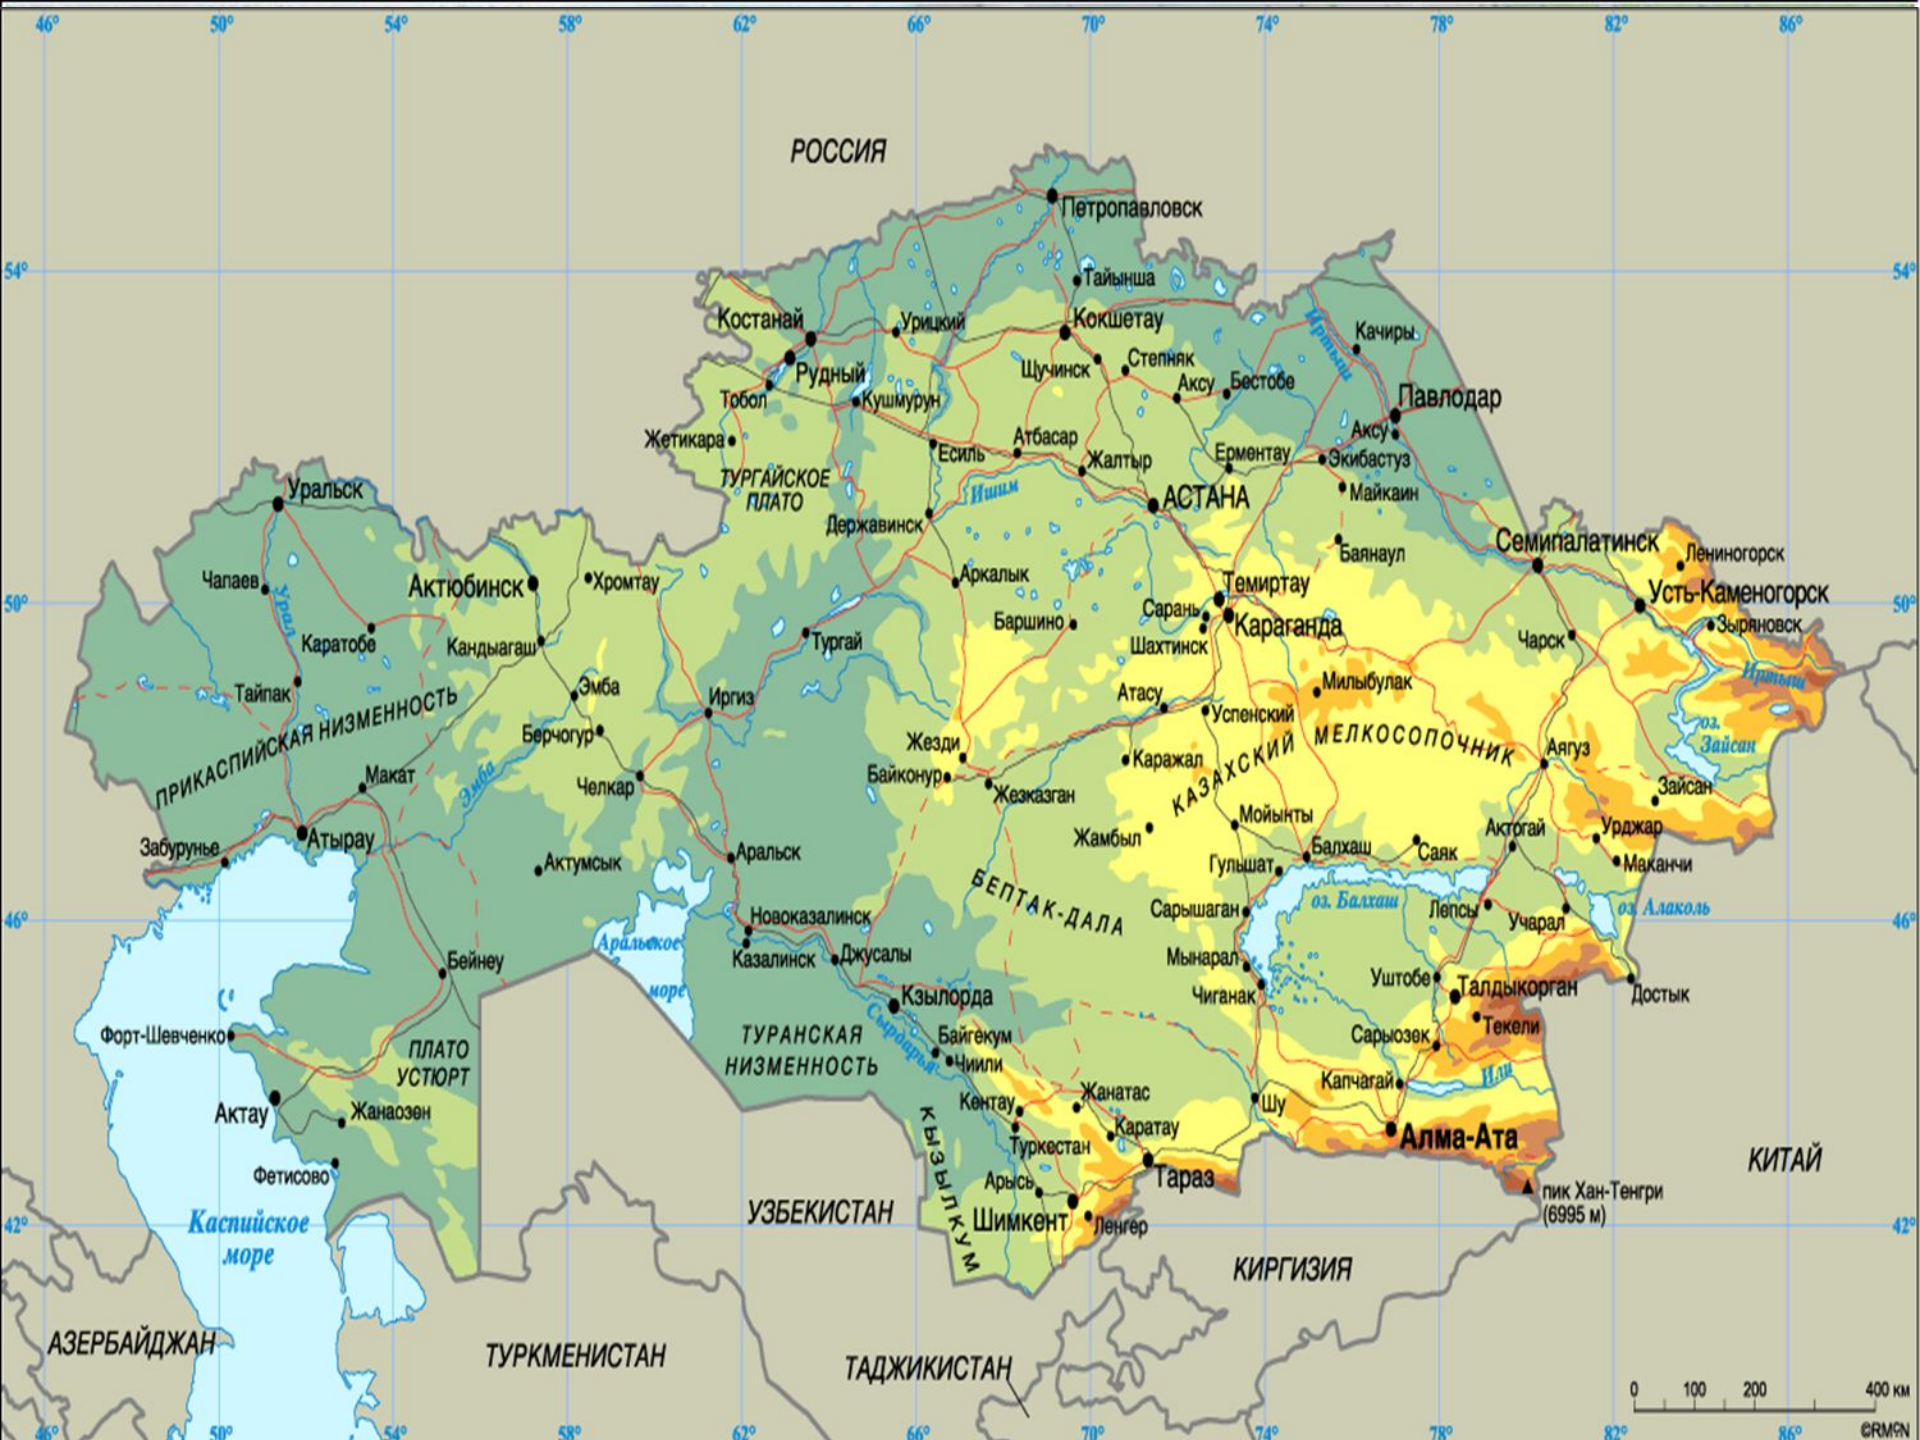 46° 50° 54° 58° 62° 66° 70° 74° 78° 82° 86°
РОССИЯ
Петропавловск
54° 54°
Тайынша
Костанай
Урицкий
Кокшетау
Иртыш
Качиры
Рудный
Щучинск
Степняк
Аксу
Бестобе
Тобол
Кушмурун
Павлодар
Жетикара
Есиль
Атбасар
Жалтыр
Ерментау
Аксу
Экибастуз
ТУРГАЙСКОЕ
ПЛАТО
Майкаин
Уральск
Ишим
АСТАНА
Державинск
Семипалатинск
Лениногорск
Баянаул
Чапаев
Актюбинск
Хромтау
Аркалык
Темиртау
Усть-Каменогорск
50° 50°
Урал
Каратобе
Кандыагаш
Тургай
Баршино
Сарань
Шахтинск
Караганда
Чарск
Зыряновск
Тайпак
Эмба
Иргиз
Атасу
Милыбулак
Иртыш
ПРИКАСПИЙСКАЯ НИЗМЕННОСТЬ
Берчогур
Успенский
оз.
Зайсан
Жезди
КАЗАХСКИЙ МЕЛКОСОПОЧНИК
Аягуз
Макат
Эмба
Челкар
Байконур
Жезказган
Каражал
Зайсан
Забурунье
Атырау
Жамбыл
Мойынты
Актогай
Урджар
Актумсык
Аральск
Гульшат
Балхаш
Саяк
Маканчи
БЕПТАК-ДАЛА
46° 46°
Новоказалинск
Сарышаган
оз. Балхаш
Лепсы
Учарал
оз. Алаколь
Аральское
море
Казалинск
Джусалы
Бейнеу
Мынарал
Уштобе
Чиганак
Талдыкорган
Достык
Кзылорда
Форт-Шевченко
Сырдарья
ТУРАНСКАЯ
НИЗМЕННОСТЬ
Байгекум
Чиили
Сарыозек
Текели
ПЛАТО
УСТЮРТ
Капчагай
Или
Актау
Жанаозен
Кентау
Жанатас
Шу
КЫЗЫЛКУМ
Туркестан
Каратау
Алма-Ата
КИТАЙ
Фетисово
Арысь
Тараз
пик Хан-Тенгри
(6995 м)
УЗБЕКИСТАН
Шимкент
Ленгер
42° 42°
Каспийское
море
КИРГИЗИЯ
АЗЕРБАЙДЖАН
ТУРКМЕНИСТАН
ТАДЖИКИСТАН
0 100 200 400 км
50° 54° 58° 62° 66° 70° 74° 78° 82° 86°